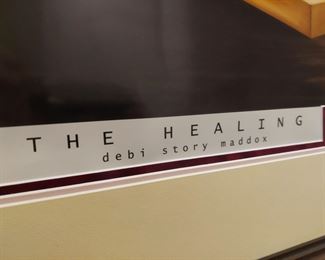 THE HEALING
debi story maddox